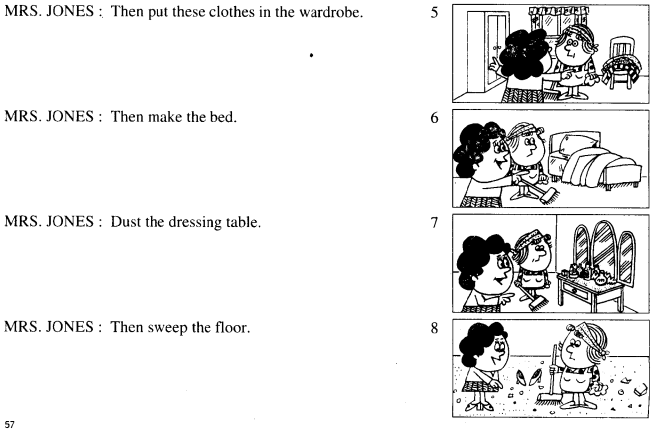 MRS. JONES : Then put these clothes in the wardrobe. 5
MRS. JONES : Then make the bed. 6
MRS. JONES : Dust the dressing table. 7
MRS. JONES : Then sweep the floor. 8
57